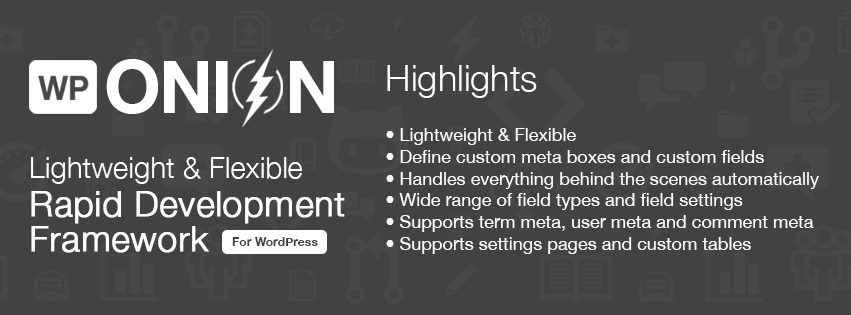 WP ONION
Lightweight & Flexible
Rapid Development
Framework For WordPress
Highlights
• Lightweight & Flexible
• Define custom meta boxes and custom fields
• Handles everything behind the scenes automatically
• Wide range of field types and field settings
• Supports term meta, user meta and comment meta
• Supports settings pages and custom tables